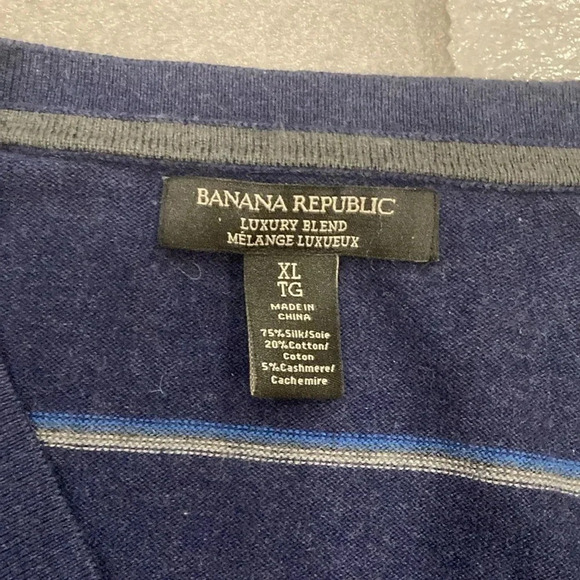 BANANA REPUBLIC
LUXURY BLEND
MÉLANGE LUXUEUX
XL
TG
MADE IN
CHINA
75%Silk/Soie
20%Cotton/
Coton
5%Cashmere/
Cachemire